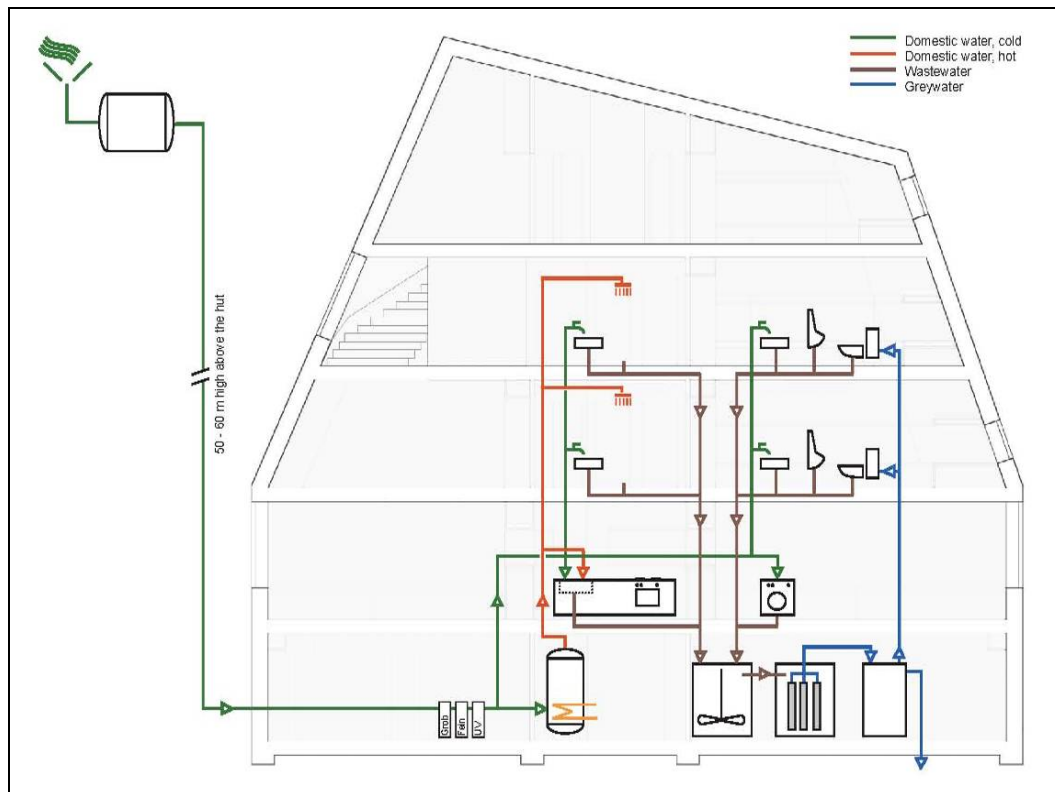 Domestic water, cold
Domestic water, hot
Wastewater
Greywater
50 - 60 m high above the hut
Grob
Fein
UV